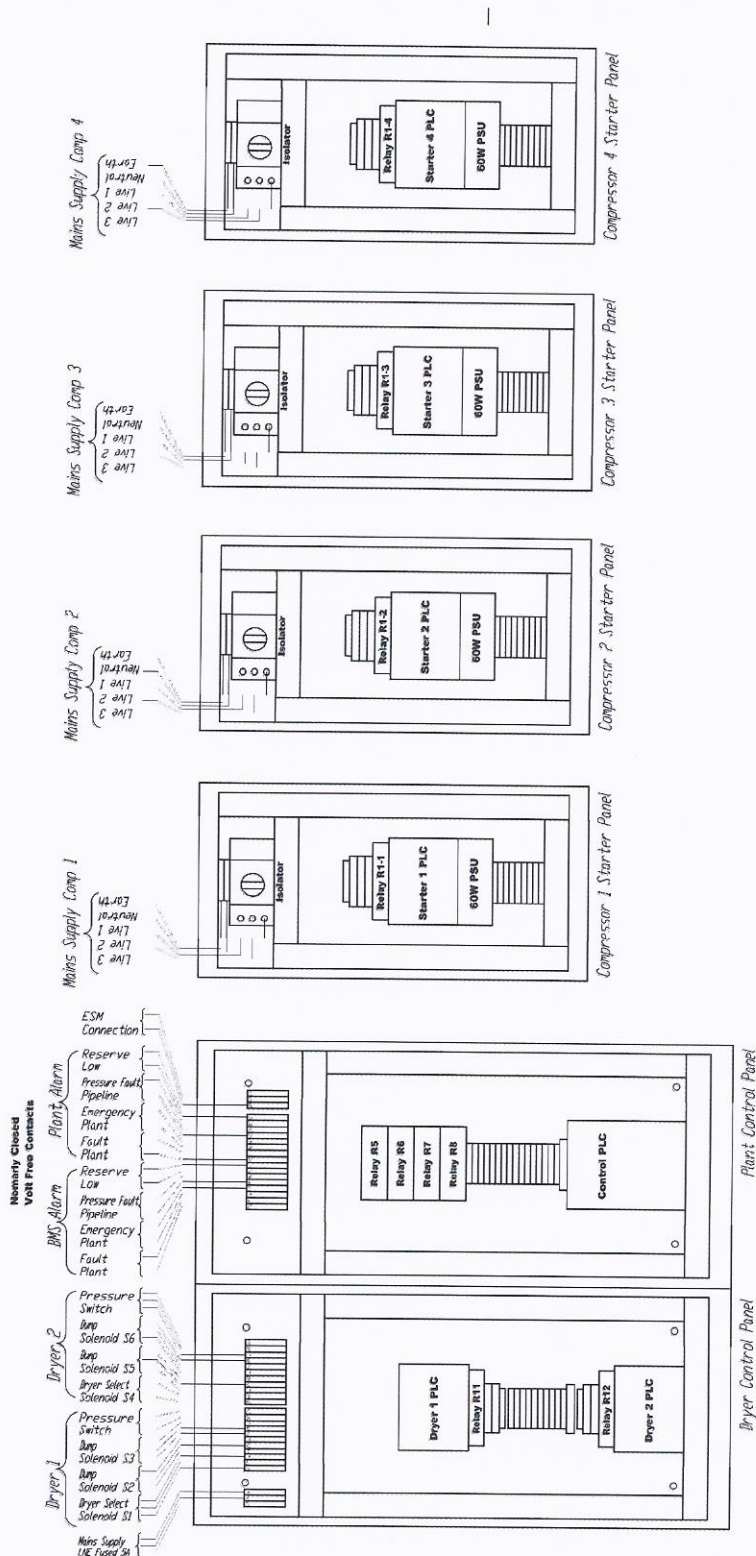 Mains Supply Comp 4
Earth
Neutral
Live 1
Live 2
Live 3
Isolator
Relay R1-4
Starter 4 PLC
60W PSU
Compressor 4 Starter Panel
Mains Supply Comp 3
Earth
Neutral
Live 1
Live 2
Live 3
Isolator
Relay R1-3
Starter 3 PLC
60W PSU
Compressor 3 Starter Panel
Mains Supply Comp 2
Earth
Neutral
Live 1
Live 2
Live 3
Isolator
Relay R1-2
Starter 2 PLC
60W PSU
Compressor 2 Starter Panel
Mains Supply Comp 1
Earth
Neutral
Live 1
Live 2
Live 3
Isolator
Relay R1-1
Starter 1 PLC
60W PSU
Compressor 1 Starter Panel
Nomarly Closed
Volt Free Contacts
ESM
Connection
Plant Alarm
Reserve
Low
Pressure Fault
Pipeline
Emergency
Plant
Fault
Plant
BMS Alarm
Reserve
Low
Pressure Fault
Pipeline
Emergency
Plant
Fault
Plant
Relay R5
Relay R6
Relay R7
Relay R8
Control PLC
Plant Control Panel
Dryer 2
Pressure
Switch
Dump
Solenoid S6
Dump
Solenoid S5
Dryer Select
Solenoid S4
Dryer 1
Pressure
Switch
Dump
Solenoid S3
Dump
Solenoid S2
Dryer Select
Solenoid S1
Mains Supply
LNE Fused 5A
Dryer 1 PLC
Relay R11
Relay R12
Dryer 2 PLC
Dryer Control Panel